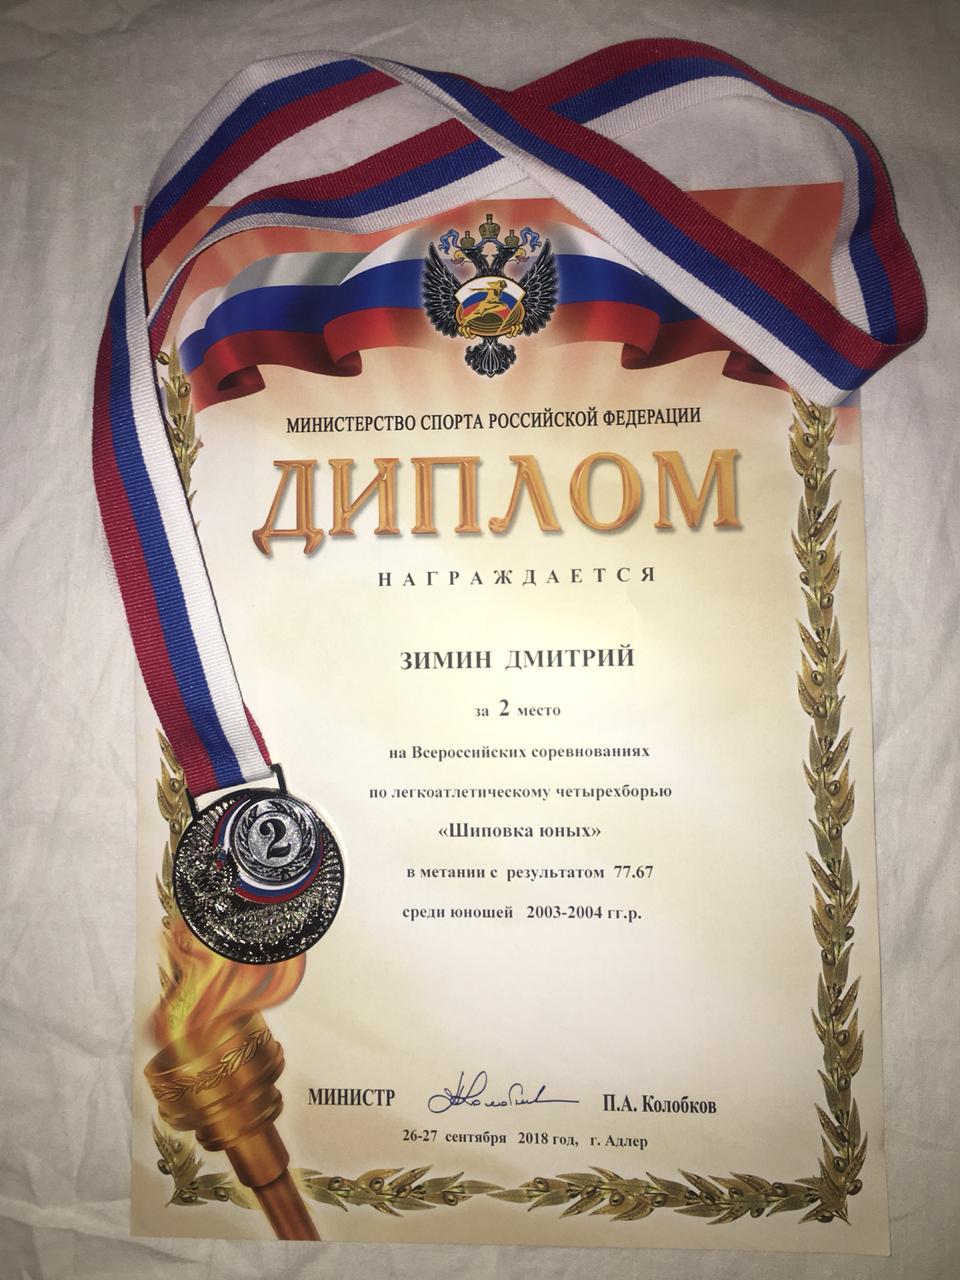 МИНИСТЕРСТВО СПОРТА РОССИЙСКОЙ ФЕДЕРАЦИИ
ДИПЛОМ
НАГРАЖДАЕТСЯ
ЗИМИН ДМИТРИЙ
за 2 место
на Всероссийских соревнованиях
по легкоатлетическому четырехборью
«Шиповка юных»
в метании с результатом 77.67
среди юношей 2003-2004 гг.р.
2
МИНИСТР П.А. Колобков
26-27 сентября 2018 год, г. Адлер